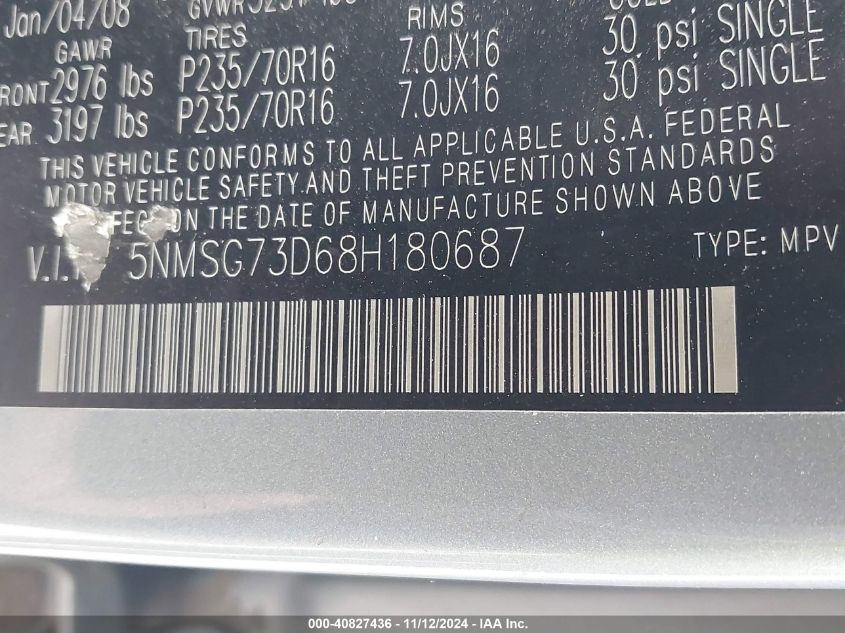 Jan/04/08
GAWR TIRES RIMS
FRONT 2976 lbs P235/70R16 7.0JX16 30 psi SINGLE
REAR 3197 lbs P235/70R16 7.0JX16 30 psi SINGLE
THIS VEHICLE CONFORMS TO ALL APPLICABLE U.S.A. FEDERAL
MOTOR VEHICLE SAFETY AND THEFT PREVENTION STANDARDS
ON THE DATE OF MANUFACTURE SHOWN ABOVE
V.I. 5NMSG73D68H180687 TYPE: MPV
000-40827436 - 11/12/2024 - IAA Inc.